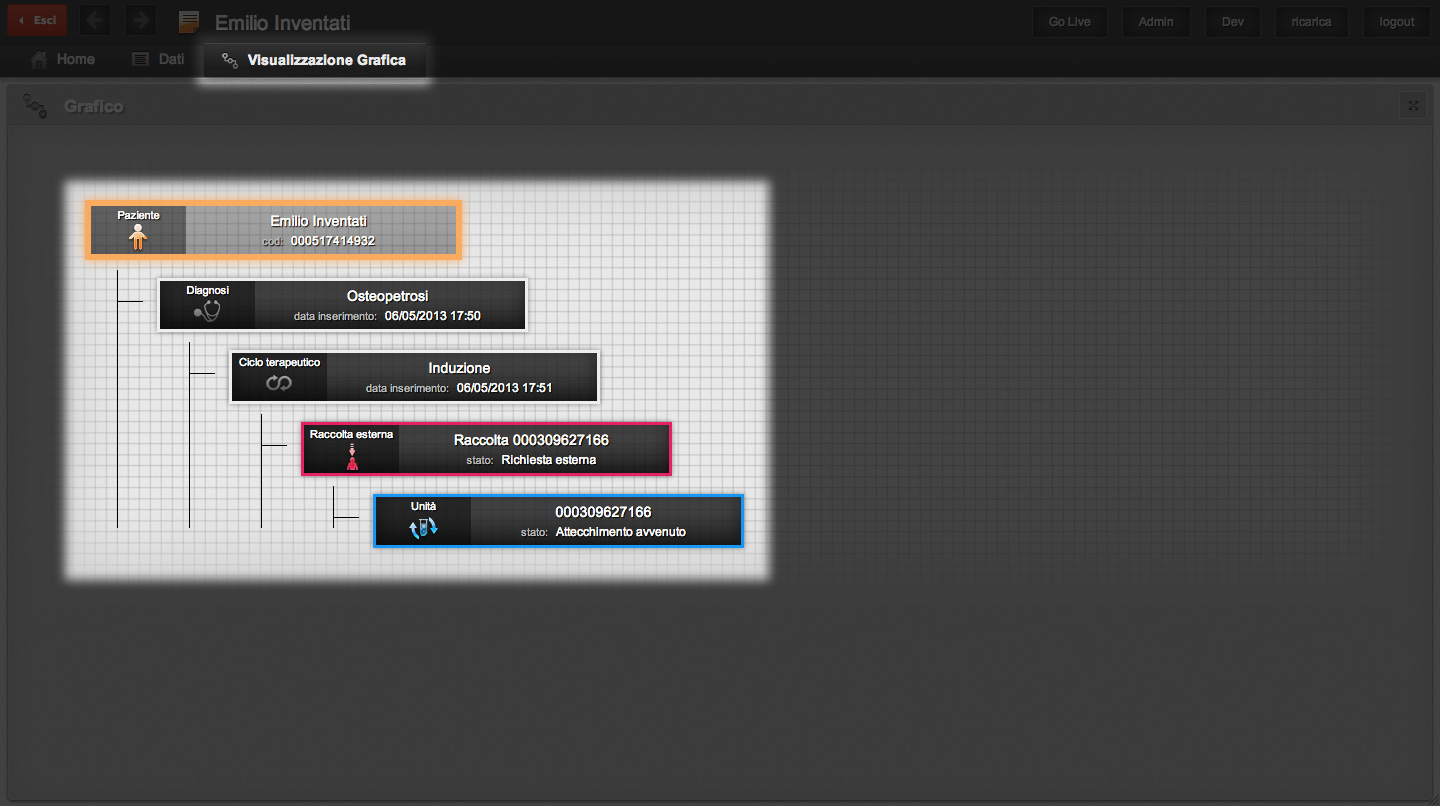 Esci
Emilio Inventati
Go Live
Admin
Dev
ricarica
logout
Home
Dati
Visualizzazione Grafica
Grafico
Paziente
Emilio Inventati
cod: 000517414932
Diagnosi
Osteopetrosi
data inserimento: 06/05/2013 17:50
Ciclo terapeutico
Induzione
data inserimento: 06/05/2013 17:51
Raccolta esterna
Raccolta 000309627166
stato: Richiesta esterna
Unità
000309627166
stato: Attecchimento avvenuto